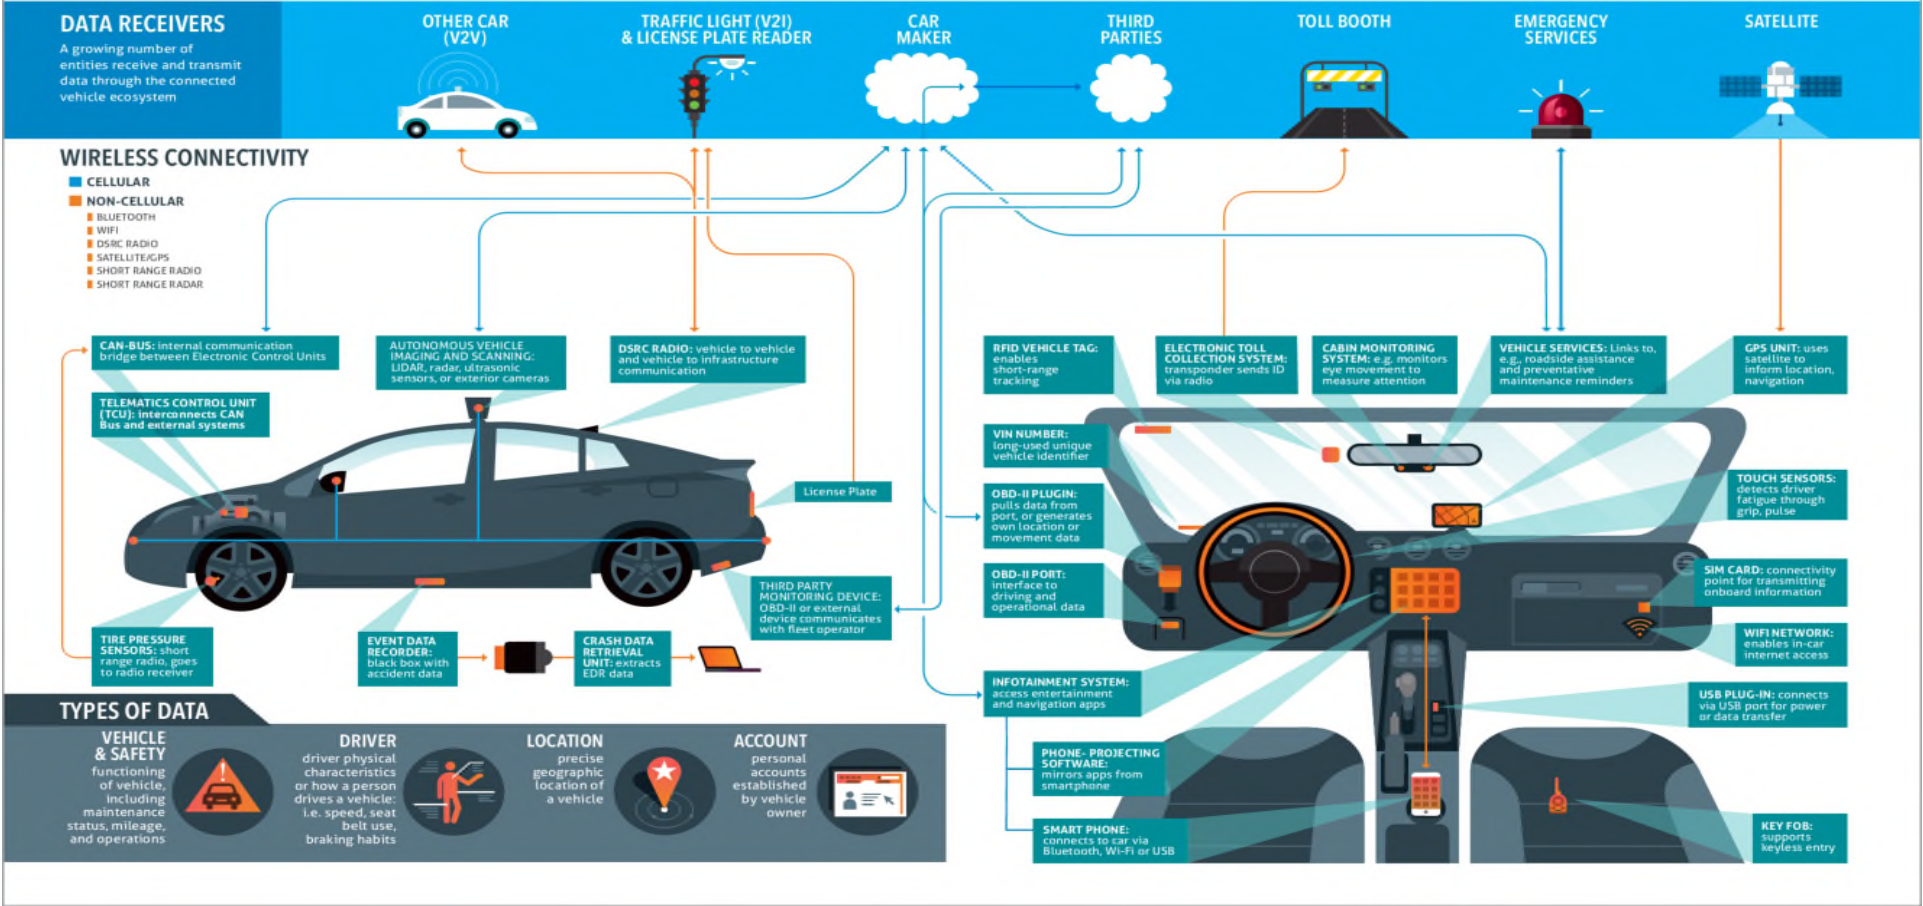 DATA RECEIVERS
A growing number of
entities receive and transmit
data through the connected
vehicle ecosystem
OTHER CAR
(V2V)
TRAFFIC LIGHT (V2I)
& LICENSE PLATE READER
CAR
MAKER
THIRD
PARTIES
TOLL BOOTH
EMERGENCY
SERVICES
SATELLITE
WIRELESS CONNECTIVITY
CELLULAR
NON-CELLULAR
BLUETOOTH
WIFI
DSRC RADIO
SATELLITE/GPS
SHORT RANGE RADIO
SHORT RANGE RADAR
CAN-BUS: internal communication
bridge between Electronic Control Units
TELEMATICS CONTROL UNIT
(TCU): interconnects CAN
Bus and external systems
AUTONOMOUS VEHICLE
IMAGING AND SCANNING:
LIDAR, radar, ultrasonic
sensors, or exterior cameras
DSRC RADIO: vehicle to vehicle
and vehicle to infrastructure
communication
License Plate
THIRD PARTY
MONITORING DEVICE:
OBD-II or external
device communicates
with fleet operator
TIRE PRESSURE
SENSORS: short
range radio, goes
to radio receiver
EVENT DATA
RECORDER:
black box with
accident data
CRASH DATA
RETRIEVAL
UNIT: extracts
EDR data
RFID VEHICLE TAG:
enables
short-range
tracking
ELECTRONIC TOLL
COLLECTION SYSTEM:
transponder sends ID
via radio
CABIN MONITORING
SYSTEM: e.g. monitors
eye movement to
measure attention
VEHICLE SERVICES: Links to,
e.g., roadside assistance
and preventative
maintenance reminders
GPS UNIT: uses
satellite to
inform location,
navigation
VIN NUMBER:
long-used unique
vehicle identifier
OBD-II PLUGIN:
pulls data from
port, or generates
own location or
movement data
OBD-II PORT:
interface to
driving and
operational data
TOUCH SENSORS:
detects driver
fatigue through
grip, pulse
SIM CARD: connectivity
point for transmitting
onboard information
WIFI NETWORK:
enables in-car
internet access
INFOTAINMENT SYSTEM:
access entertainment
and navigation apps
USB PLUG-IN: connects
via USB port for power
or data transfer
PHONE- PROJECTING
SOFTWARE:
mirrors apps from
smartphone
SMART PHONE:
connects to car via
Bluetooth, Wi-Fi or USB
KEY FOB:
supports
keyless entry
TYPES OF DATA
VEHICLE
& SAFETY
functioning
of vehicle,
including
maintenance
status, mileage,
and operations
DRIVER
driver physical
characteristics
or how a person
drives a vehicle:
i.e. speed, seat
belt use,
braking habits
LOCATION
precise
geographic
location of
a vehicle
ACCOUNT
personal
accounts
established
by vehicle
owner